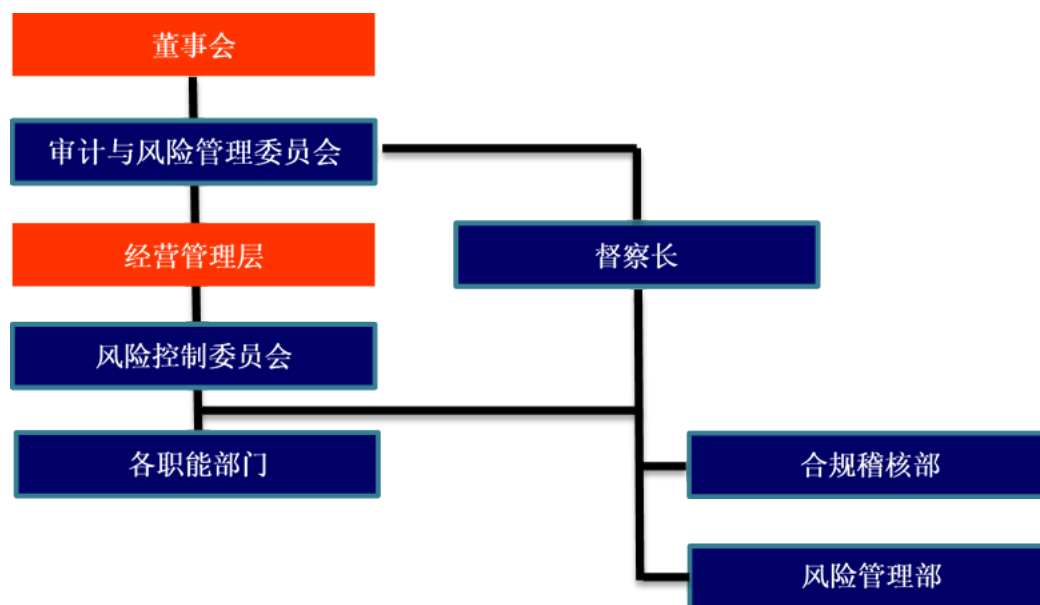 董事会
审计与风险管理委员会
经营管理层
督察长
风险控制委员会
各职能部门
合规稽核部
风险管理部